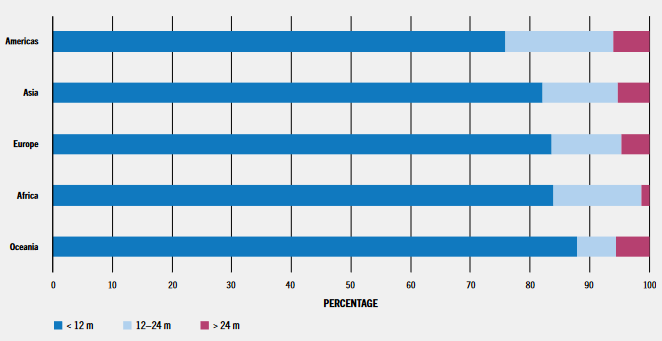 Americas
Asia
Europe
Africa
Oceania
0 10 20 30 40 50 60 70 80 90 100
PERCENTAGE
< 12 m 12–24 m > 24 m